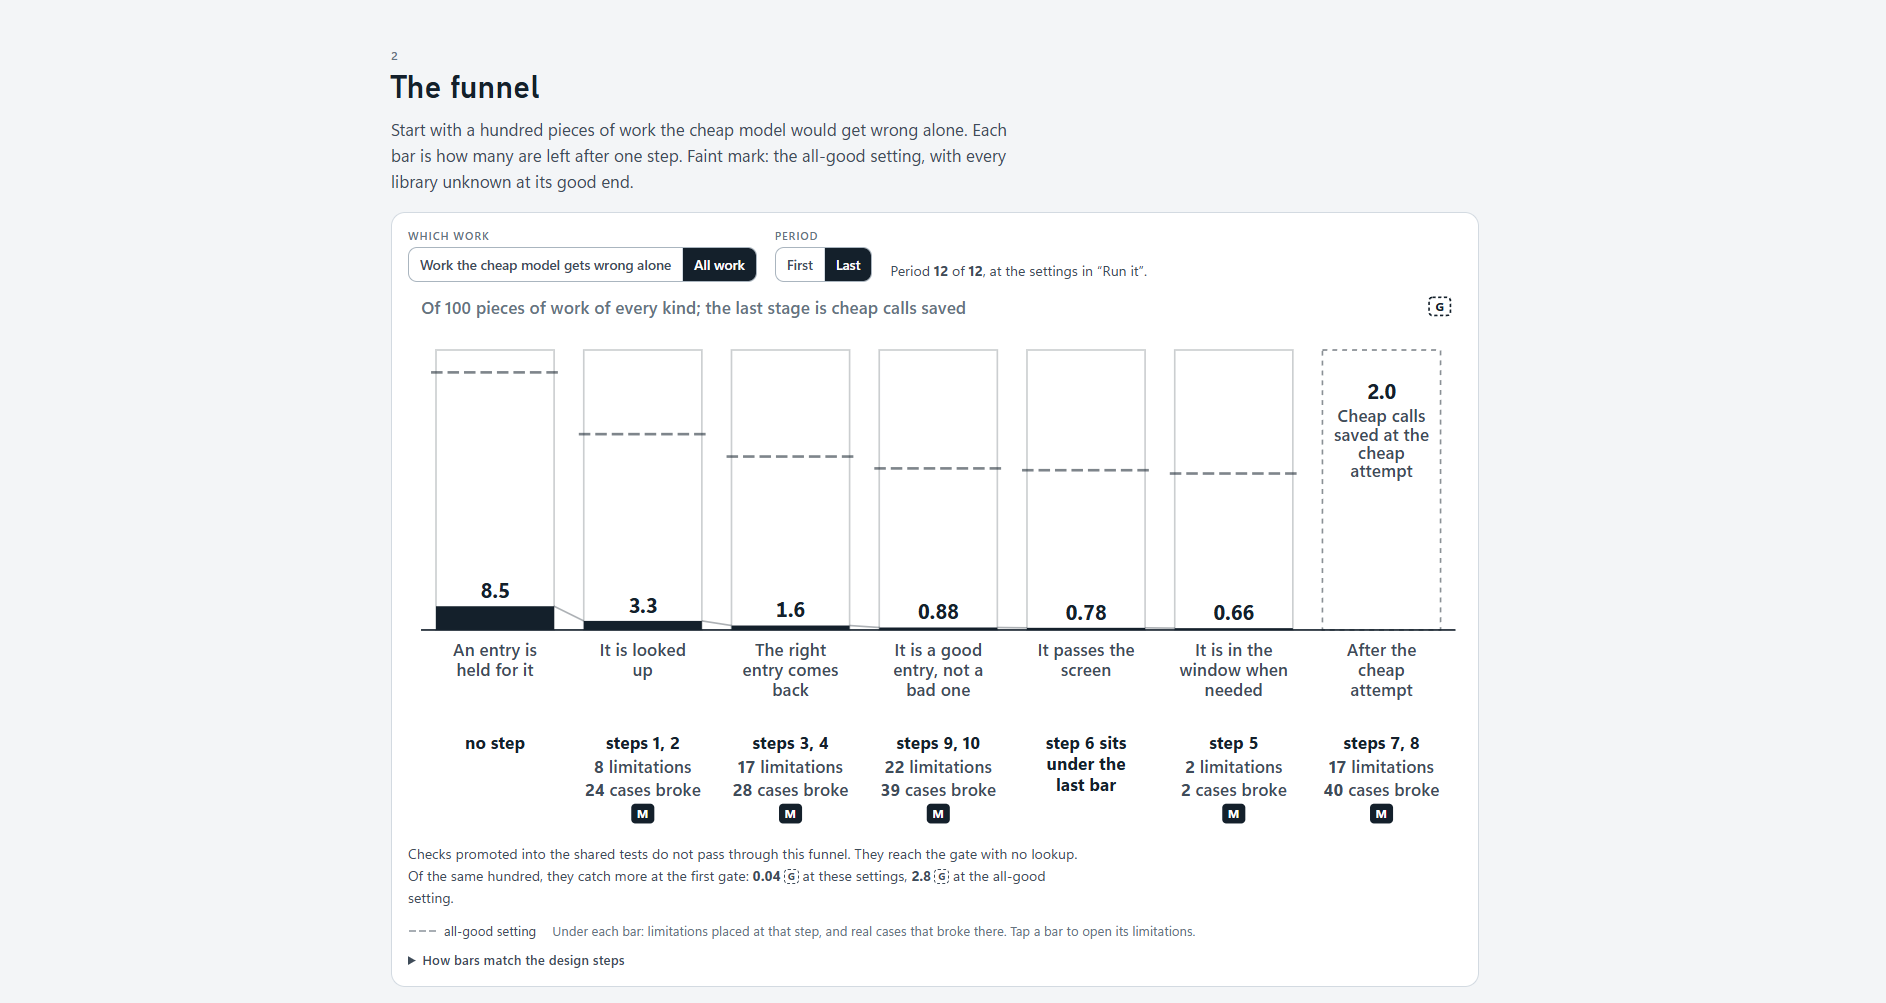 2
The funnel
Start with a hundred pieces of work the cheap model would get wrong alone. Each
bar is how many are left after one step. Faint mark: the all-good setting, with every
library unknown at its good end.
WHICH WORK
PERIOD
Work the cheap model gets wrong alone
All work
First
Last
Period 12 of 12, at the settings in “Run it”.
Of 100 pieces of work of every kind; the last stage is cheap calls saved
G
8.5
3.3
1.6
0.88
0.78
0.66
2.0
Cheap calls
saved at the
cheap
attempt
An entry is
held for it
It is looked
up
The right
entry comes
back
It is a good
entry, not a
bad one
It passes the
screen
It is in the
window when
needed
After the
cheap
attempt
no step
steps 1, 2
8 limitations
24 cases broke
M
steps 3, 4
17 limitations
28 cases broke
M
steps 9, 10
22 limitations
39 cases broke
M
step 6 sits
under the
last bar
step 5
2 limitations
2 cases broke
M
steps 7, 8
17 limitations
40 cases broke
M
Checks promoted into the shared tests do not pass through this funnel. They reach the gate with no lookup.
Of the same hundred, they catch more at the first gate: 0.04 G at these settings, 2.8 G at the all-good
setting.
all-good setting
Under each bar: limitations placed at that step, and real cases that broke there. Tap a bar to open its limitations.
How bars match the design steps